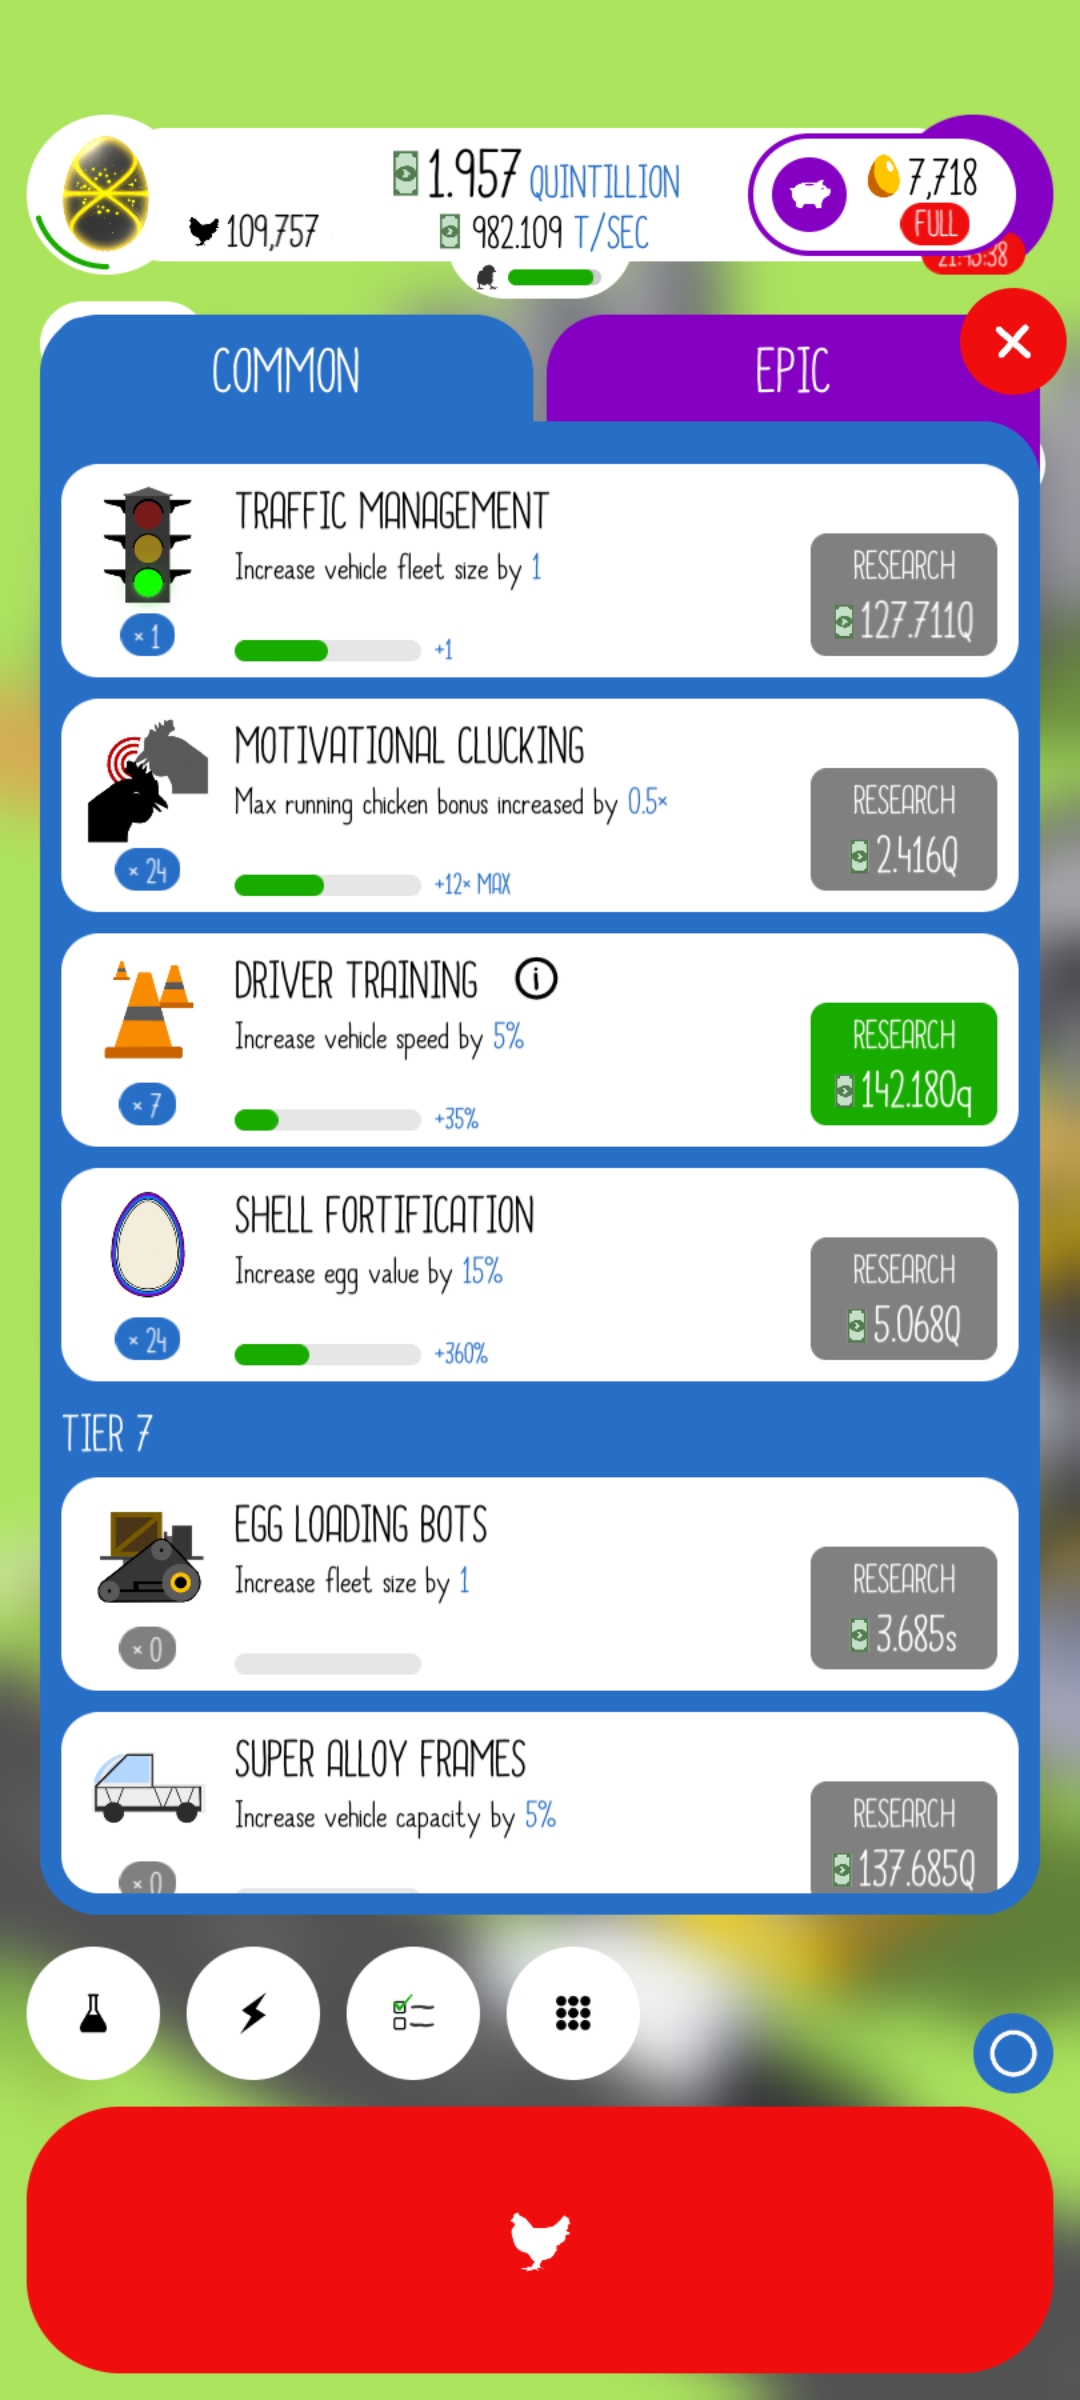 1.957 QUINTILLION
109,757
982.109 T/SEC
7,718
FULL
COMMON
EPIC
TRAFFIC MANAGEMENT
Increase vehicle fleet size by 1
RESEARCH
127.711Q
×1
+1
MOTIVATIONAL CLUCKING
Max running chicken bonus increased by 0.5×
RESEARCH
2.416Q
×24
+12× MAX
DRIVER TRAINING i
Increase vehicle speed by 5%
RESEARCH
142.180q
×7
+35%
SHELL FORTIFICATION
Increase egg value by 15%
RESEARCH
5.068Q
×24
+360%
TIER 7
EGG LOADING BOTS
Increase fleet size by 1
RESEARCH
3.685s
×0
SUPER ALLOY FRAMES
Increase vehicle capacity by 5%
RESEARCH
137.685Q
×0